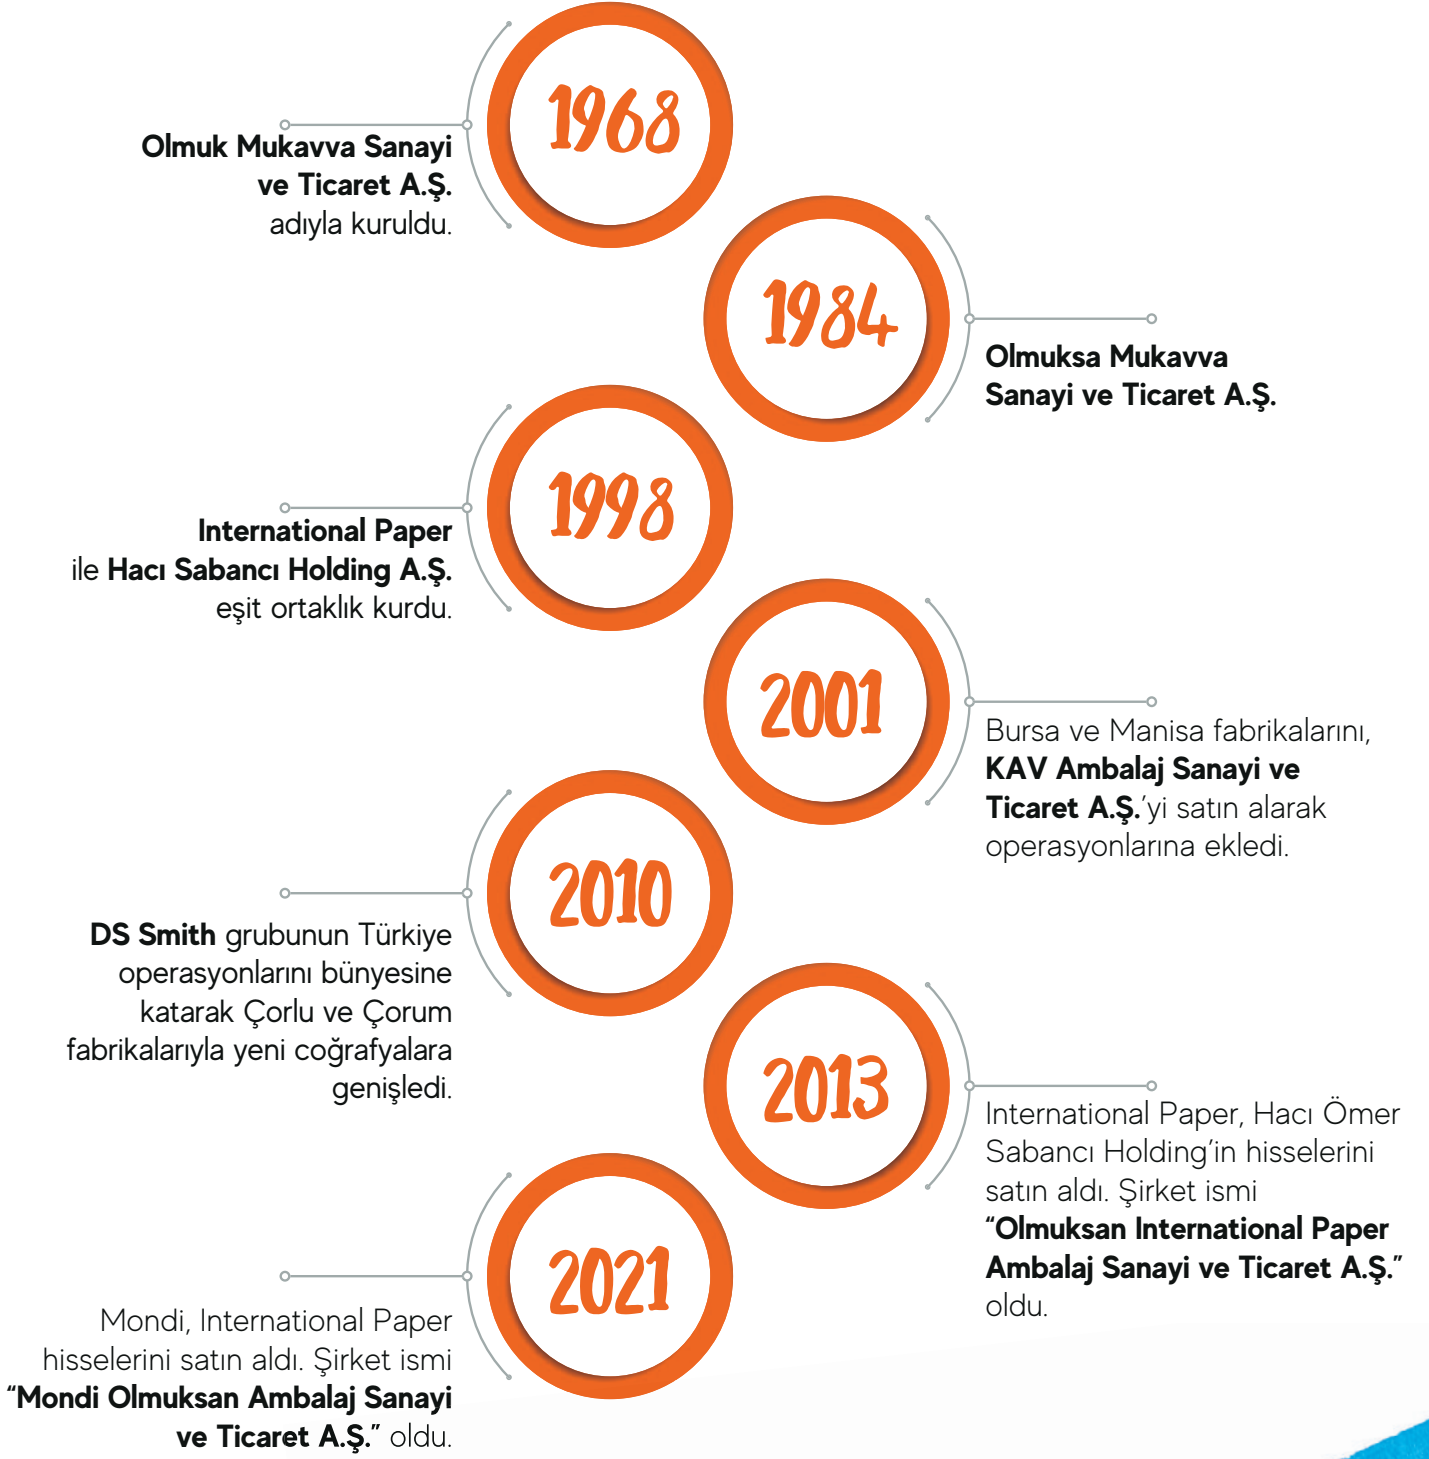 1968
Olmuk Mukavva Sanayi
ve Ticaret A.Ş.
adıyla kuruldu.
1984
Olmuksa Mukavva
Sanayi ve Ticaret A.Ş.
1998
International Paper
ile Hacı Sabancı Holding A.Ş.
eşit ortaklık kurdu.
2001
Bursa ve Manisa fabrikalarını,
KAV Ambalaj Sanayi ve
Ticaret A.Ş.’yi satın alarak
operasyonlarına ekledi.
2010
DS Smith grubunun Türkiye
operasyonlarını bünyesine
katarak Çorlu ve Çorum
fabrikalarıyla yeni coğrafyalara
genişledi.
2013
International Paper, Hacı Ömer
Sabancı Holding’in hisselerini
satın aldı. Şirket ismi
“Olmuksan International Paper
Ambalaj Sanayi ve Ticaret A.Ş.”
oldu.
2021
Mondi, International Paper
hisselerini satın aldı. Şirket ismi
“Mondi Olmuksan Ambalaj Sanayi
ve Ticaret A.Ş.” oldu.